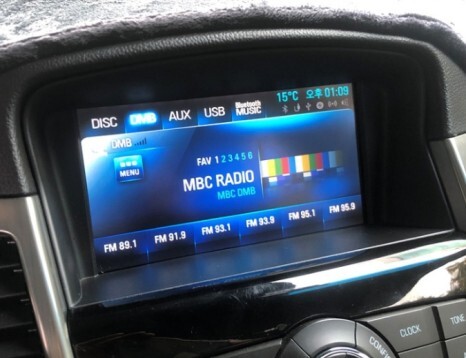 15°C 오후 01:09
DISC DMB AUX USB Bluetooth MUSIC
DMB
MENU
FAV 1 2 3 4 5 6
MBC RADIO
MBC DMB
FM 89.1 FM 91.9 FM 93.1 FM 93.9 FM 95.1 FM 95.9
CLOCK TONE
CONFIG